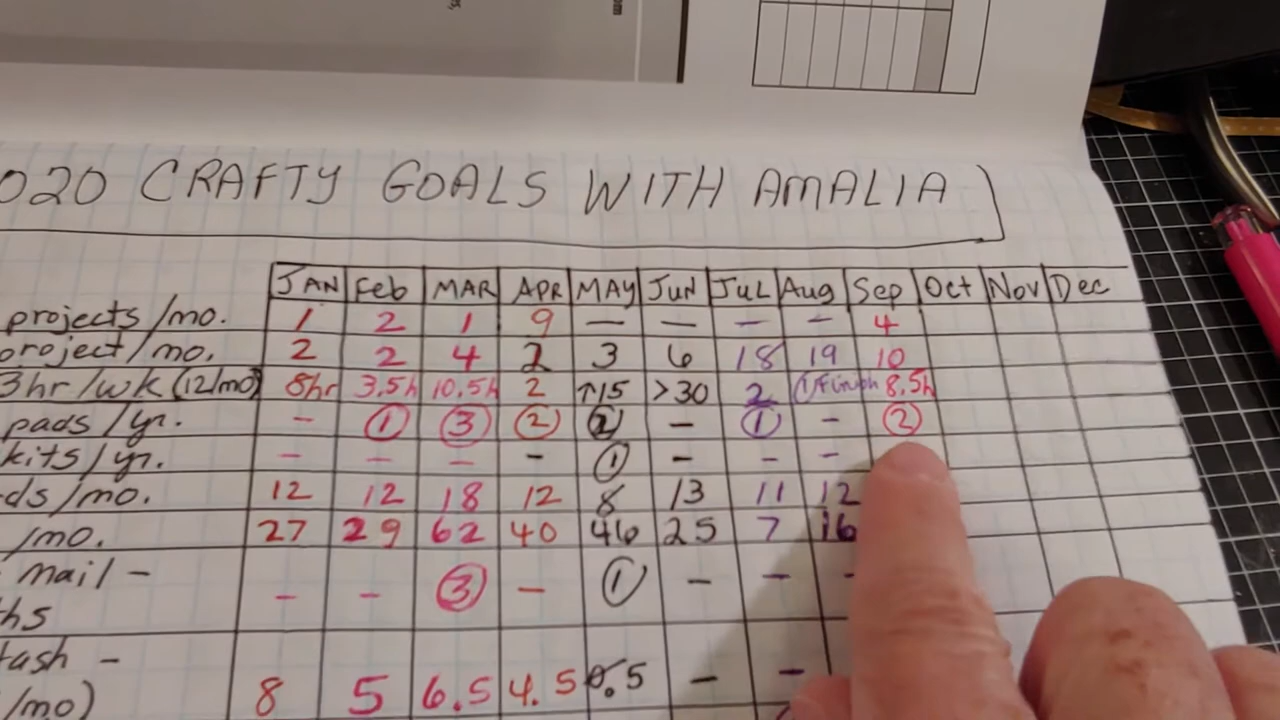 020 CRAFTY GOALS WITH AMALIA
JAN Feb MAR APR MAY JUN JUL Aug Sep Oct Nov Dec
projects/mo. 1 2 1 9 — — — — 4
project/mo. 2 2 4 2 3 6 18 19 10
3hr/wk (12/mo) 8hr 3.5h 10.5h 2 ↑15 >30 2 ① Finish 8.5h
pads/yr. — ① ③ ② ② — ① — ②
kits/yr. — — — — ① — — —
ds/mo. 12 12 18 12 8 13 11 12
/mo. 27 29 62 40 46 25 7 16
mail — — — ③ — ① — — -
hs
tash —
/mo) 8 5 6.5 4.5 0.5 — —